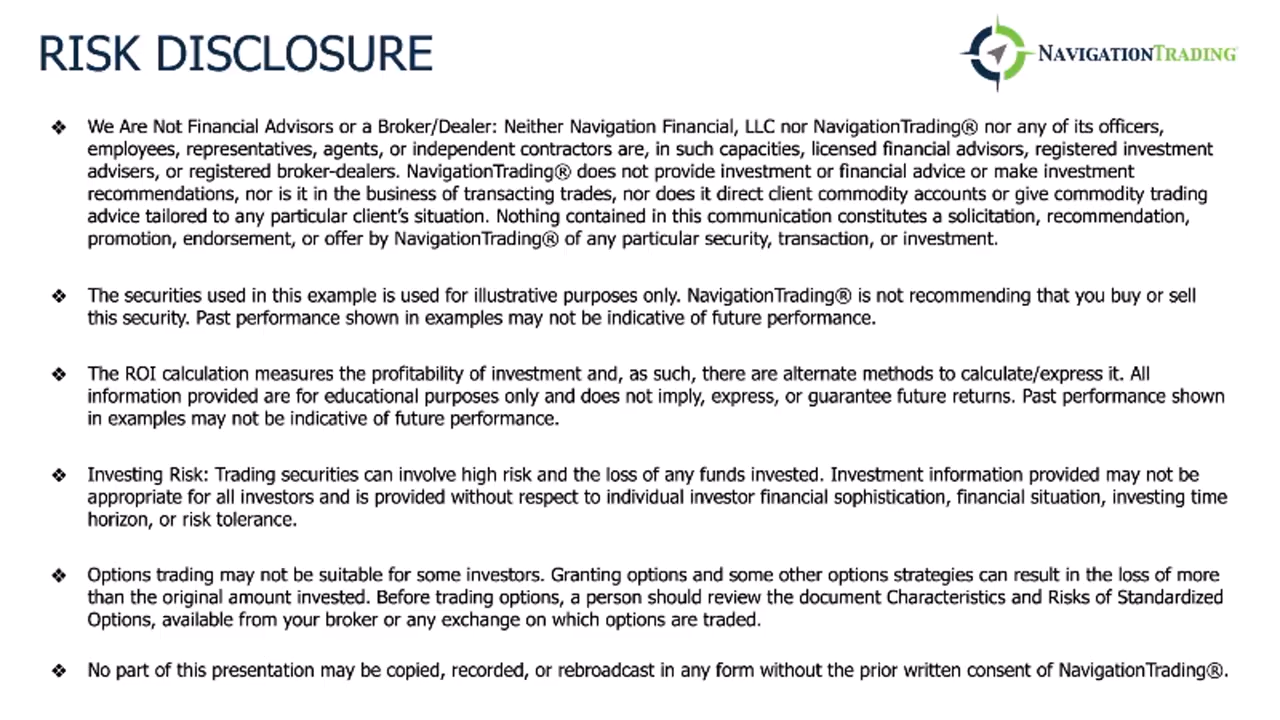 RISK DISCLOSURE
NAVIGATIONTRADING
❖ We Are Not Financial Advisors or a Broker/Dealer: Neither Navigation Financial, LLC nor NavigationTrading® nor any of its officers,
employees, representatives, agents, or independent contractors are, in such capacities, licensed financial advisors, registered investment
advisers, or registered broker-dealers. NavigationTrading® does not provide investment or financial advice or make investment
recommendations, nor is it in the business of transacting trades, nor does it direct client commodity accounts or give commodity trading
advice tailored to any particular client's situation. Nothing contained in this communication constitutes a solicitation, recommendation,
promotion, endorsement, or offer by NavigationTrading® of any particular security, transaction, or investment.
❖ The securities used in this example is used for illustrative purposes only. NavigationTrading® is not recommending that you buy or sell
this security. Past performance shown in examples may not be indicative of future performance.
❖ The ROI calculation measures the profitability of investment and, as such, there are alternate methods to calculate/express it. All
information provided are for educational purposes only and does not imply, express, or guarantee future returns. Past performance shown
in examples may not be indicative of future performance.
❖ Investing Risk: Trading securities can involve high risk and the loss of any funds invested. Investment information provided may not be
appropriate for all investors and is provided without respect to individual investor financial sophistication, financial situation, investing time
horizon, or risk tolerance.
❖ Options trading may not be suitable for some investors. Granting options and some other options strategies can result in the loss of more
than the original amount invested. Before trading options, a person should review the document Characteristics and Risks of Standardized
Options, available from your broker or any exchange on which options are traded.
❖ No part of this presentation may be copied, recorded, or rebroadcast in any form without the prior written consent of NavigationTrading®.